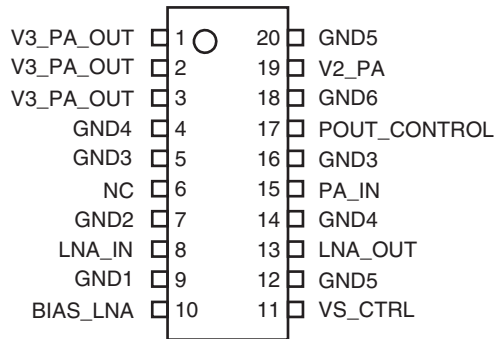 V3_PA_OUT 1 20 GND5
V3_PA_OUT 2 19 V2_PA
V3_PA_OUT 3 18 GND6
GND4 4 17 POUT_CONTROL
GND3 5 16 GND3
NC 6 15 PA_IN
GND2 7 14 GND4
LNA_IN 8 13 LNA_OUT
GND1 9 12 GND5
BIAS_LNA 10 11 VS_CTRL